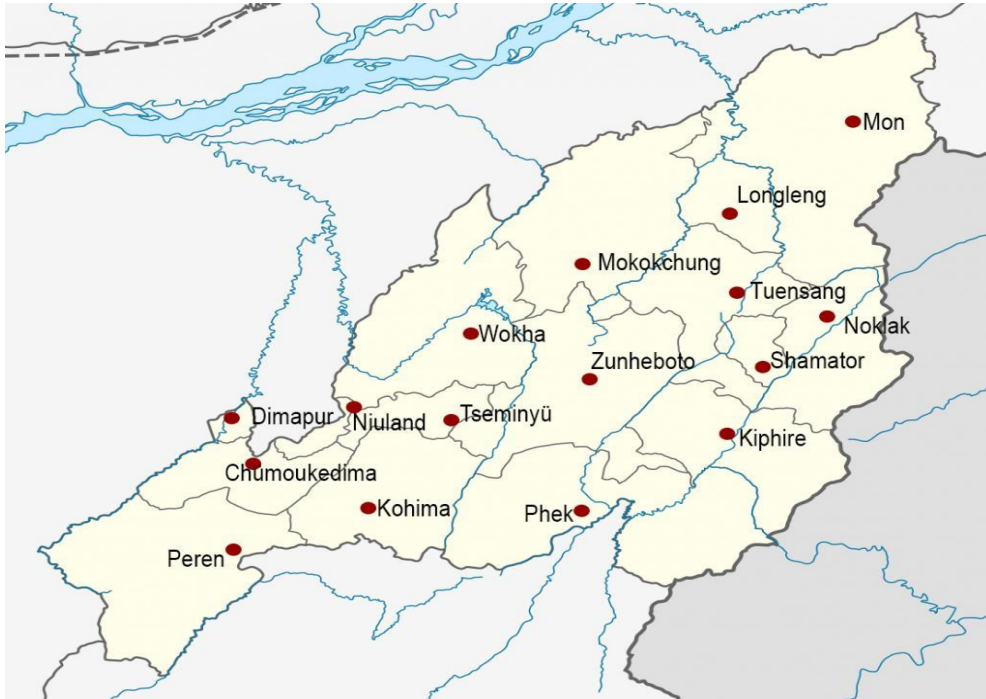 Mon
Longleng
Mokokchung
Tuensang
Noklak
Wokha
Zunheboto
Shamator
Dimapur
Niuland
Tseminyü
Kiphire
Chumoukedima
Kohima
Phek
Peren